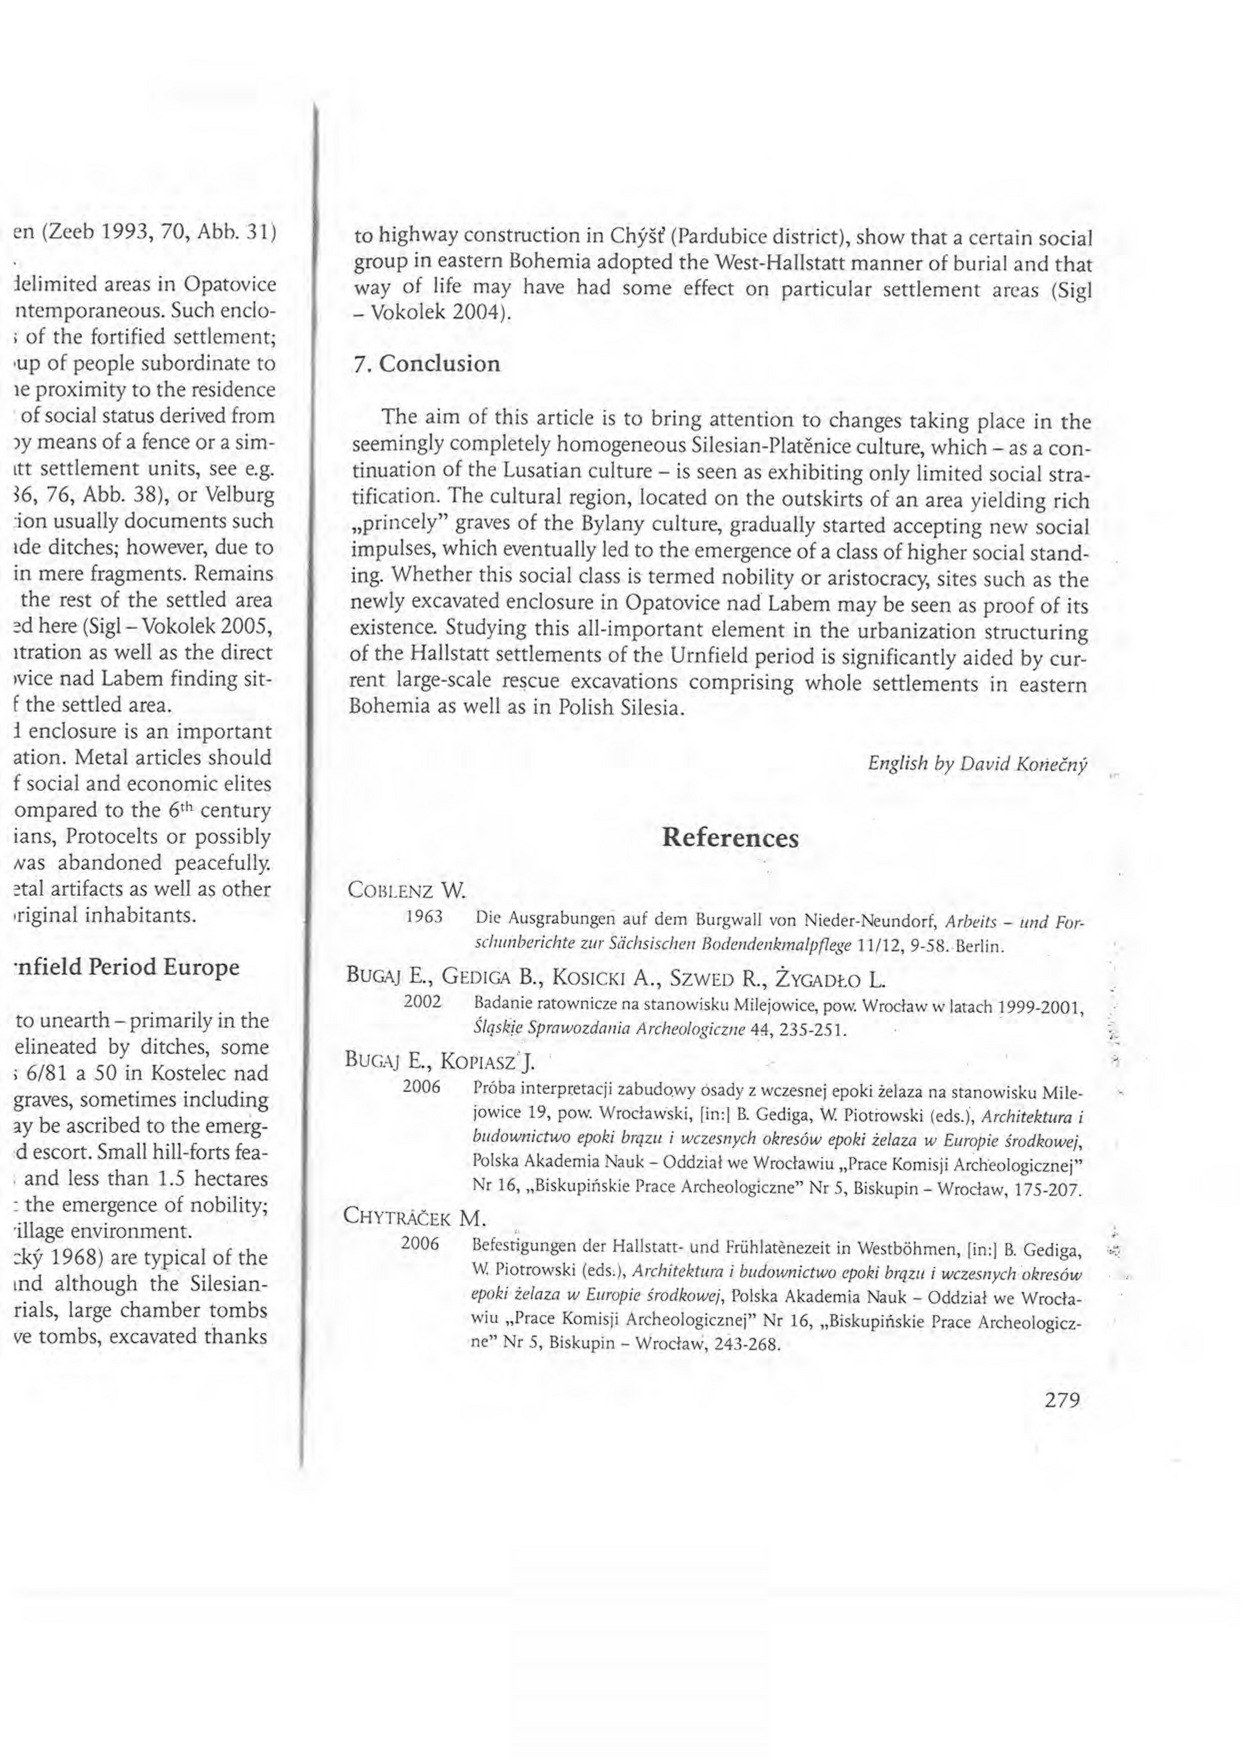 en (Zeeb 1993, 70, Abb. 31)
delimited areas in Opatovice
ntemporaneous. Such enclo-
of the fortified settlement;
up of people subordinate to
proximity to the residence
of social status derived from
by means of a fence or a sim-
settlement units, see e.g.
36, 76, Abb. 38), or Velburg
ion usually documents such
ditches; however, due to
in mere fragments. Remains
the rest of the settled area
ed here (Sigl – Vokolek 2005,
tration as well as the direct
vice nad Labem finding sit-
f the settled area.
enclosure is an important
ation. Metal articles should
f social and economic elites
ompared to the 6th century
ians, Protocelts or possibly
was abandoned peacefully.
etal artifacts as well as other
riginal inhabitants.
nfield Period Europe
to unearth – primarily in the
elineated by ditches, some
6/81 a 50 in Kostelec nad
graves, sometimes including
ay be ascribed to the emerg-
d escort. Small hill-forts fea-
and less than 1.5 hectares
the emergence of nobility;
illage environment.
cký 1968) are typical of the
and although the Silesian-
rials, large chamber tombs
ve tombs, excavated thanks
to highway construction in Chýšť (Pardubice district), show that a certain social
group in eastern Bohemia adopted the West-Hallstatt manner of burial and that
way of life may have had some effect on particular settlement areas (Sigl
– Vokolek 2004).
7. Conclusion
The aim of this article is to bring attention to changes taking place in the
seemingly completely homogeneous Silesian-Platěnice culture, which – as a con-
tinuation of the Lusatian culture – is seen as exhibiting only limited social stra-
tification. The cultural region, located on the outskirts of an area yielding rich
„princely” graves of the Bylany culture, gradually started accepting new social
impulses, which eventually led to the emergence of a class of higher social stand-
ing. Whether this social class is termed nobility or aristocracy, sites such as the
newly excavated enclosure in Opatovice nad Labem may be seen as proof of its
existence. Studying this all-important element in the urbanization structuring
of the Hallstatt settlements of the Urnfield period is significantly aided by cur-
rent large-scale rescue excavations comprising whole settlements in eastern
Bohemia as well as in Polish Silesia.
English by David Konečný
References
COBLENZ W.
1963 Die Ausgrabungen auf dem Burgwall von Nieder-Neundorf, Arbeits – und For-
schunberichte zur Sächsischen Bodendenkmalpflege 11/12, 9-58. Berlin.
BUGAJ E., GEDIGA B., KOSICKI A., SZWED R., ŻYGADŁO L.
2002 Badanie ratownicze na stanowisku Milejowice, pow. Wrocław w latach 1999-2001,
Śląskie Sprawozdania Archeologiczne 44, 235-251.
BUGAJ E., KOPIASZ J.
2006 Próba interpretacji zabudowy osady z wczesnej epoki żelaza na stanowisku Mile-
jowice 19, pow. Wrocławski, [in:] B. Gediga, W. Piotrowski (eds.), Architektura i
budownictwo epoki brązu i wczesnych okresów epoki żelaza w Europie środkowej,
Polska Akademia Nauk – Oddział we Wrocławiu „Prace Komisji Archeologicznej”
Nr 16, „Biskupińskie Prace Archeologiczne” Nr 5, Biskupin – Wrocław, 175-207.
CHYTRÁČEK M.
2006 Befestigungen der Hallstatt- und Frühlatènezeit in Westböhmen, [in:] B. Gediga,
W. Piotrowski (eds.), Architektura i budownictwo epoki brązu i wczesnych okresów
epoki żelaza w Europie środkowej, Polska Akademia Nauk – Oddział we Wrocła-
wiu „Prace Komisji Archeologicznej” Nr 16, „Biskupińskie Prace Archeologicz-
ne” Nr 5, Biskupin – Wrocław, 243-268.
279